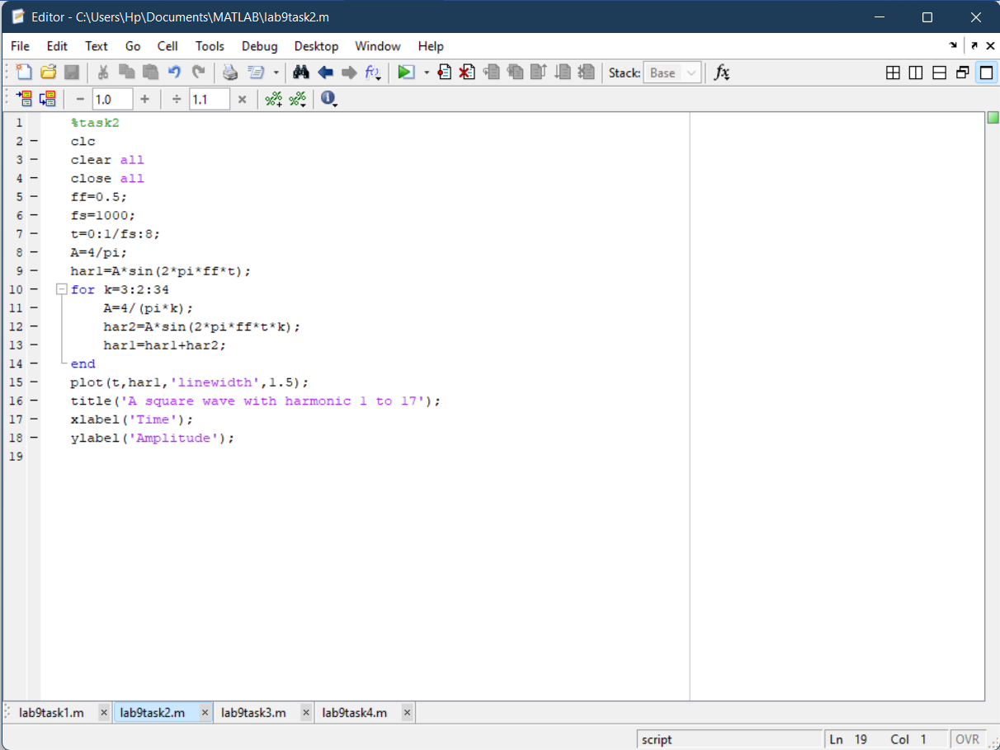 Editor - C:\Users\Hp\Documents\MATLAB\lab9task2.m
File Edit Text Go Cell Tools Debug Desktop Window Help
Stack: Base fx
− 1.0 + ÷ 1.1 ×
1 %task2
2 − clc
3 − clear all
4 − close all
5 − ff=0.5;
6 − fs=1000;
7 − t=0:1/fs:8;
8 − A=4/pi;
9 − har1=A*sin(2*pi*ff*t);
10 − for k=3:2:34
11 − A=4/(pi*k);
12 − har2=A*sin(2*pi*ff*t*k);
13 − har1=har1+har2;
14 − end
15 − plot(t,har1,'linewidth',1.5);
16 − title('A square wave with harmonic 1 to 17');
17 − xlabel('Time');
18 − ylabel('Amplitude');
19
lab9task1.m × lab9task2.m × lab9task3.m × lab9task4.m ×
script Ln 19 Col 1 OVR